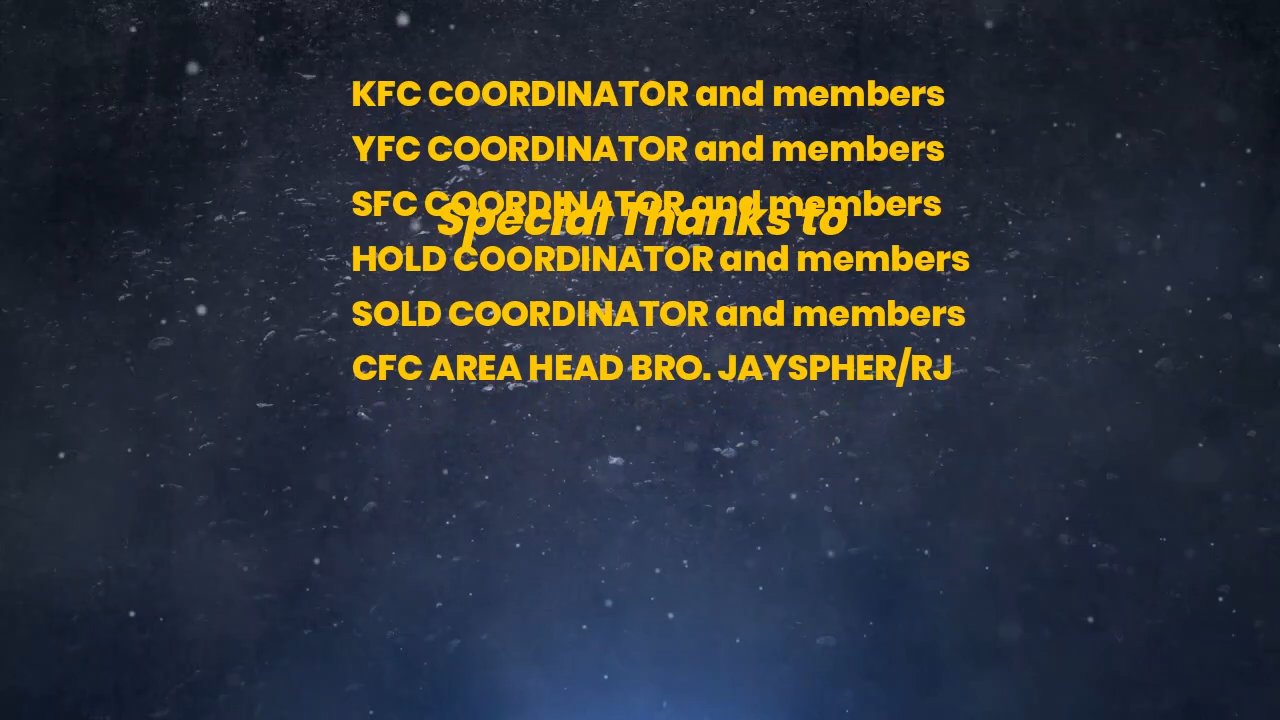 KFC COORDINATOR and members
YFC COORDINATOR and members
SFC COORDINATOR and members
Special Thanks to
HOLD COORDINATOR and members
SOLD COORDINATOR and members
CFC AREA HEAD BRO. JAYSPHER/RJ